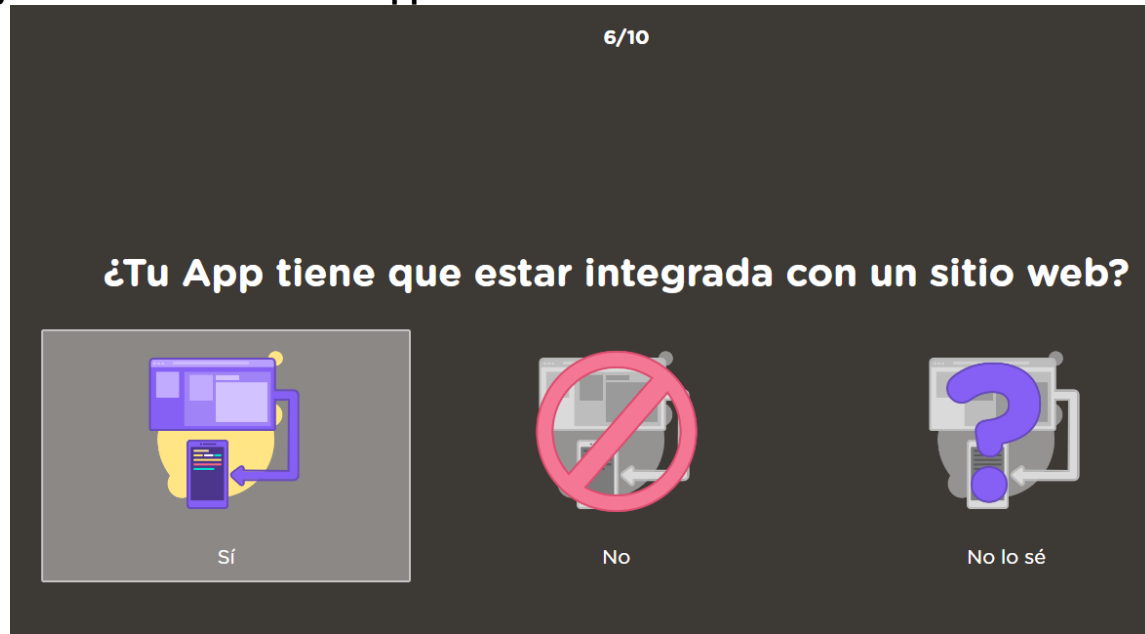 6/10
¿Tu App tiene que estar integrada con un sitio web?
Sí
No
No lo sé